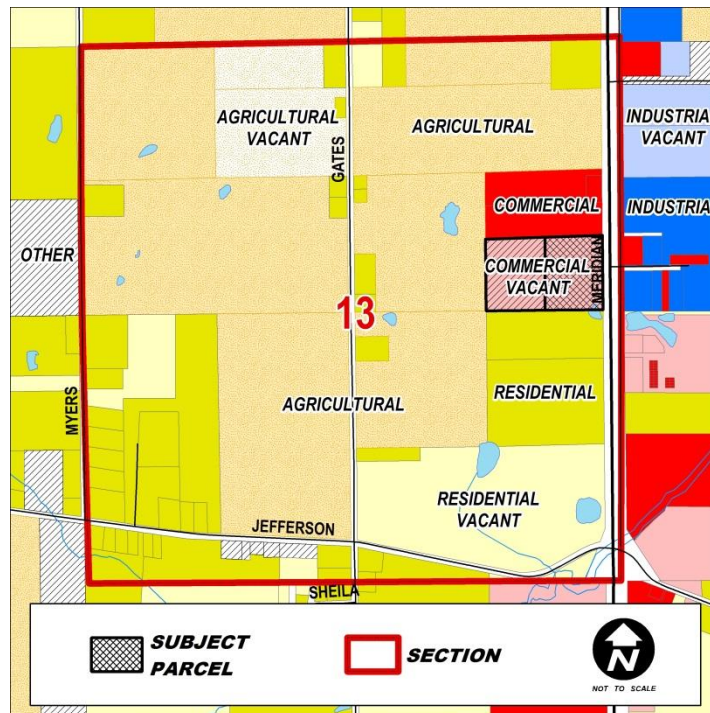 AGRICULTURAL
VACANT
GATES
AGRICULTURAL
INDUSTRIA
VACANT
COMMERCIAL
INDUSTRIA
OTHER
COMMERCIAL
VACANT
MERIDIAN
13
MYERS
AGRICULTURAL
RESIDENTIAL
RESIDENTIAL
VACANT
JEFFERSON
SHEILA
SUBJECT
PARCEL
SECTION
N
NOT TO SCALE